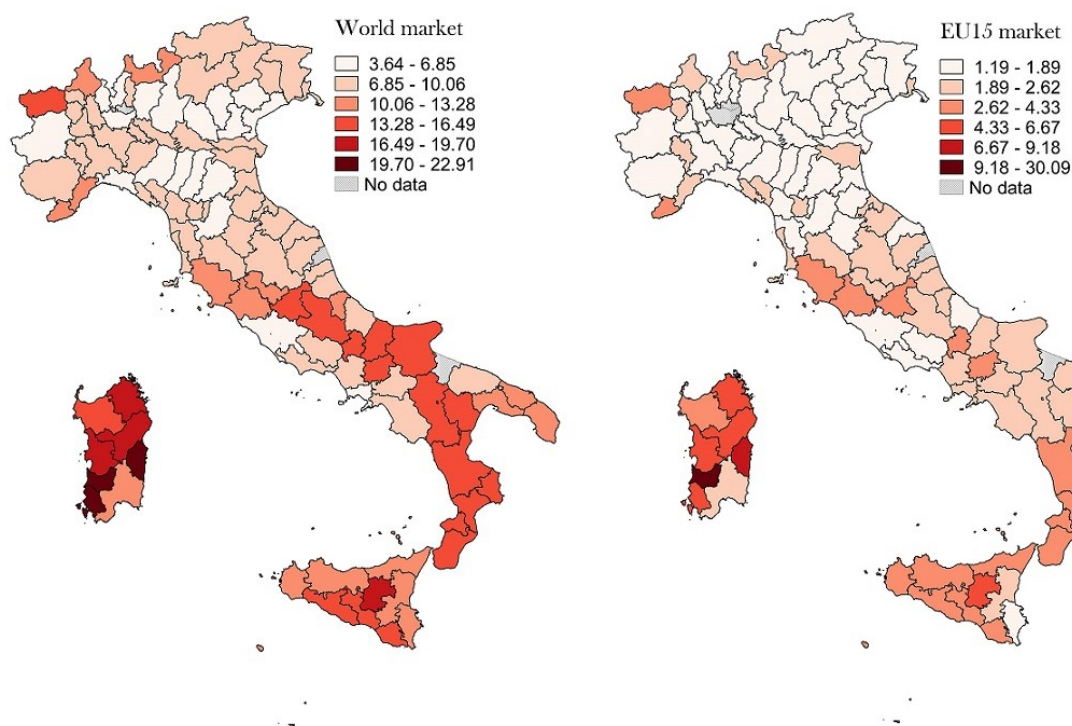 World market
3.64 - 6.85
6.85 - 10.06
10.06 - 13.28
13.28 - 16.49
16.49 - 19.70
19.70 - 22.91
No data
EU15 market
1.19 - 1.89
1.89 - 2.62
2.62 - 4.33
4.33 - 6.67
6.67 - 9.18
9.18 - 30.09
No data